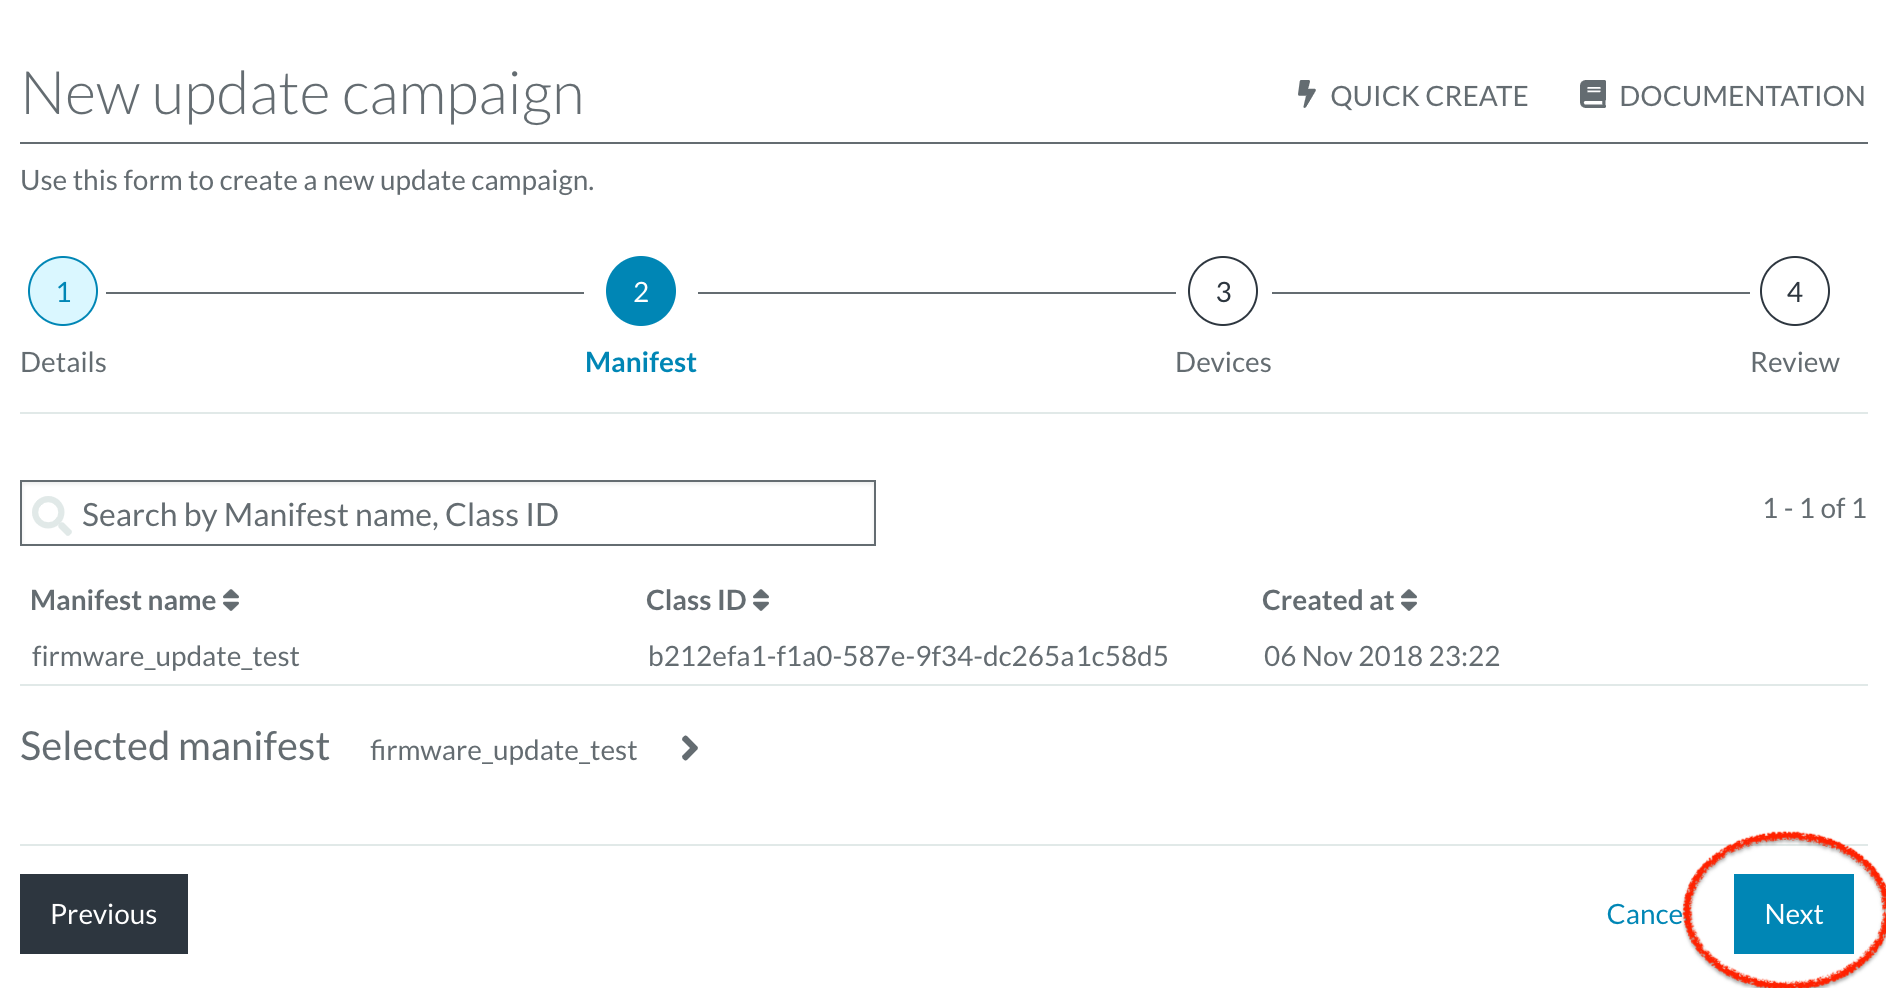 New update campaign
QUICK CREATE
DOCUMENTATION
Use this form to create a new update campaign.
1
2
3
4
Details
Manifest
Devices
Review
Search by Manifest name, Class ID
1 - 1 of 1
Manifest name
Class ID
Created at
firmware_update_test
b212efa1-f1a0-587e-9f34-dc265a1c58d5
06 Nov 2018 23:22
Selected manifest
firmware_update_test
Previous
Cance
Next